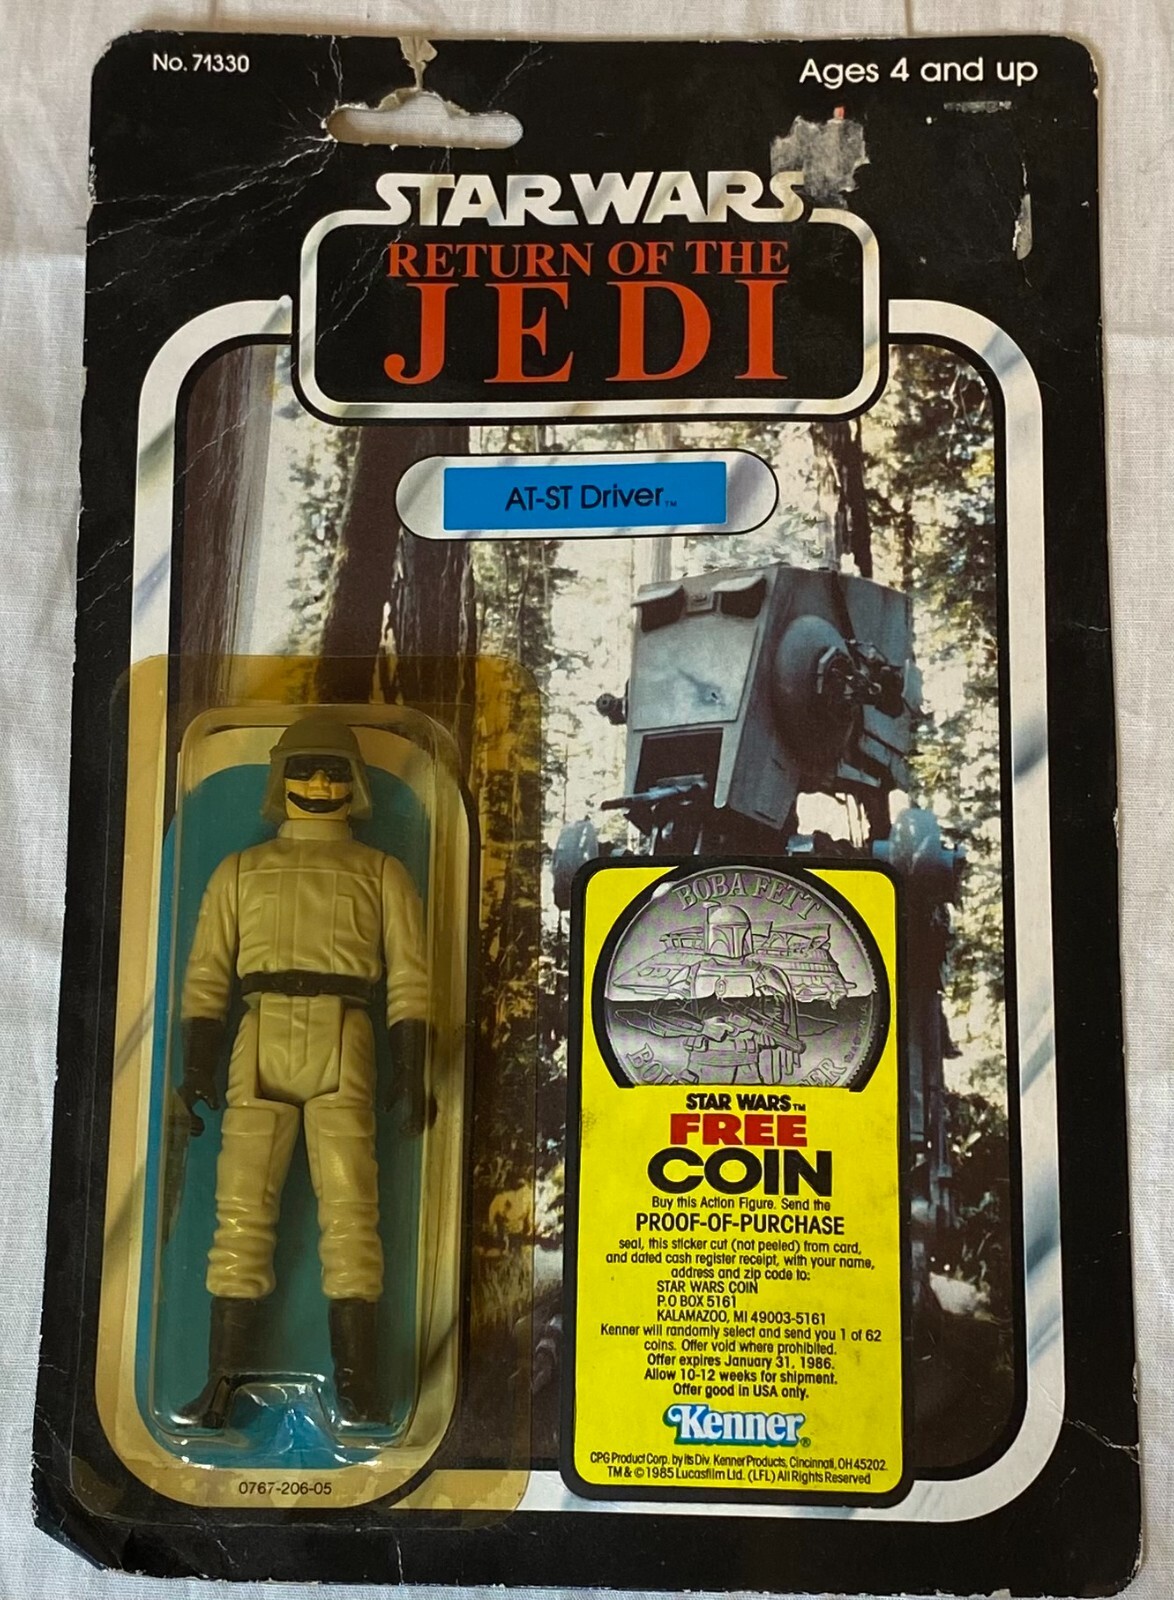 No. 71330
Ages 4 and up
STAR WARS
RETURN OF THE
JEDI
AT-ST Driver™
BOBA FETT
STAR WARS™
FREE
COIN
Buy this Action Figure. Send the
PROOF-OF-PURCHASE
seal, this sticker cut (not peeled) from card,
and dated cash register receipt, with your name,
address and zip code to:
STAR WARS COIN
P.O BOX 5161
KALAMAZOO, MI 49003-5161
Kenner will randomly select and send you 1 of 62
coins. Offer void where prohibited.
Offer expires January 31, 1986.
Allow 10-12 weeks for shipment.
Offer good in USA only.
Kenner®
CPG Product Corp. by its Div. Kenner Products, Cincinnati, OH 45202.
TM & © 1985 Lucasfilm Ltd. (LFL) All Rights Reserved
0767-206-05